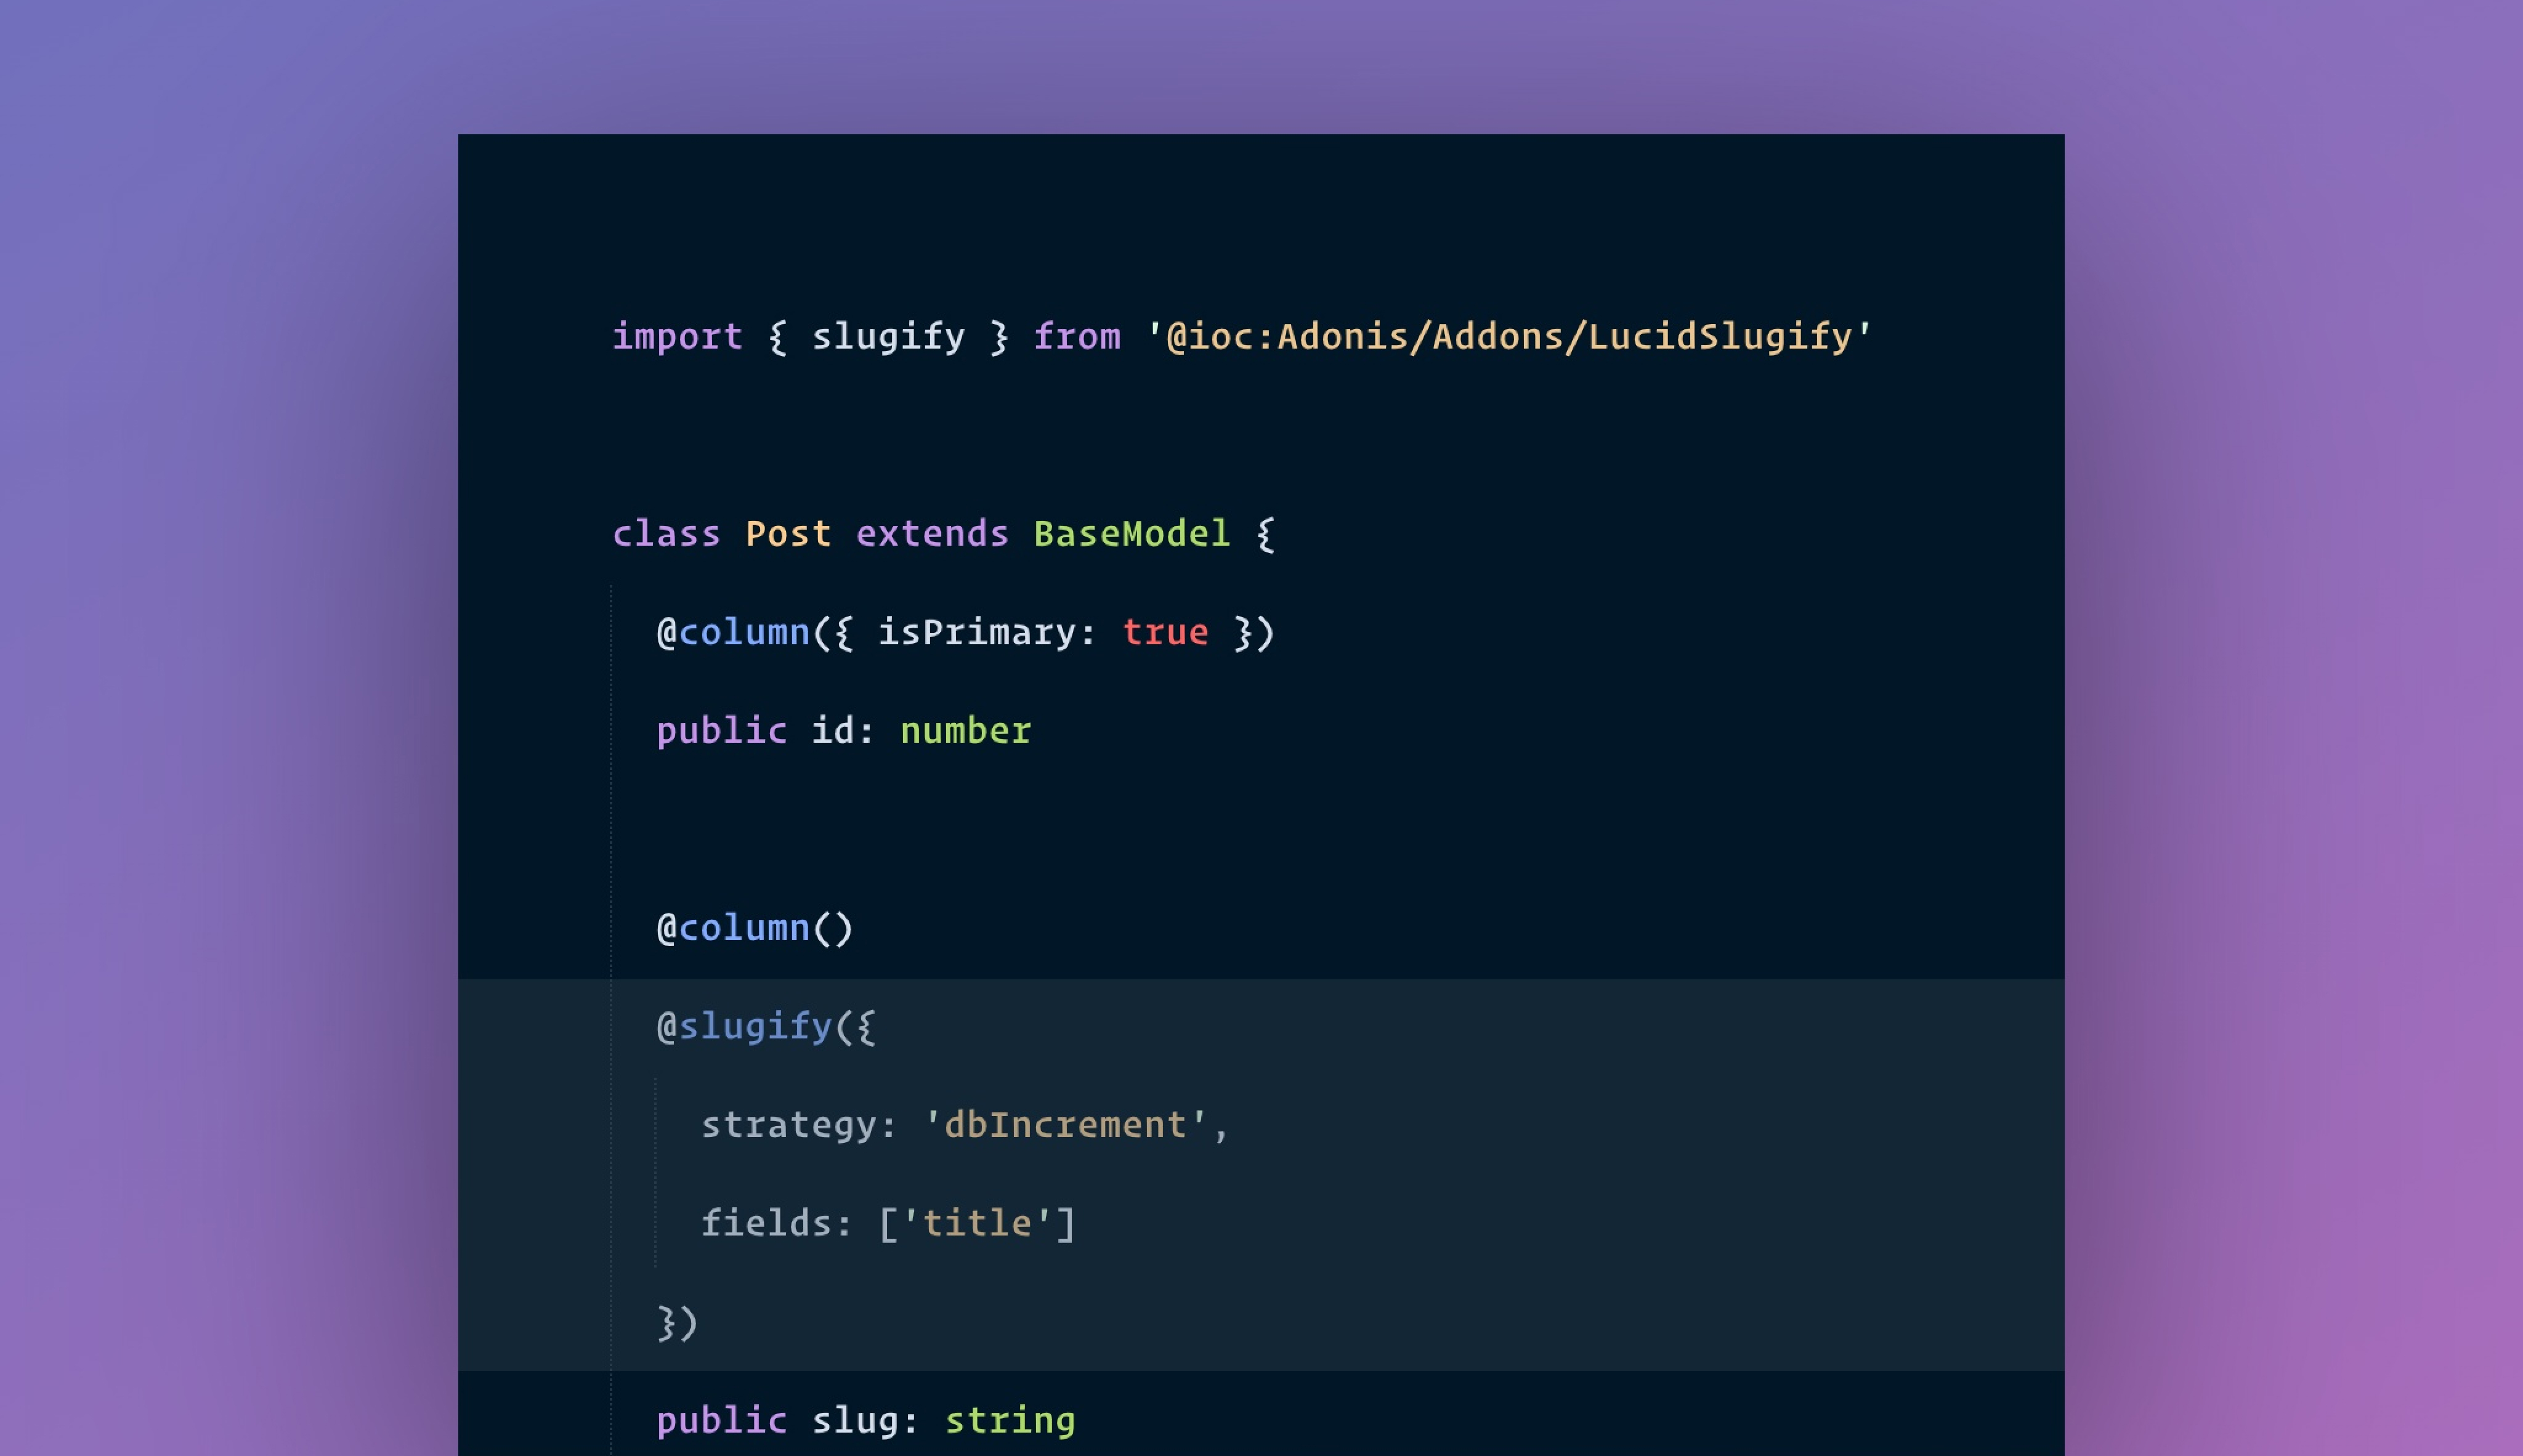 import { slugify } from '@ioc:Adonis/Addons/LucidSlugify'
class Post extends BaseModel {
@column({ isPrimary: true })
public id: number
@column()
@slugify({
strategy: 'dbIncrement',
fields: ['title']
})
public slug: string